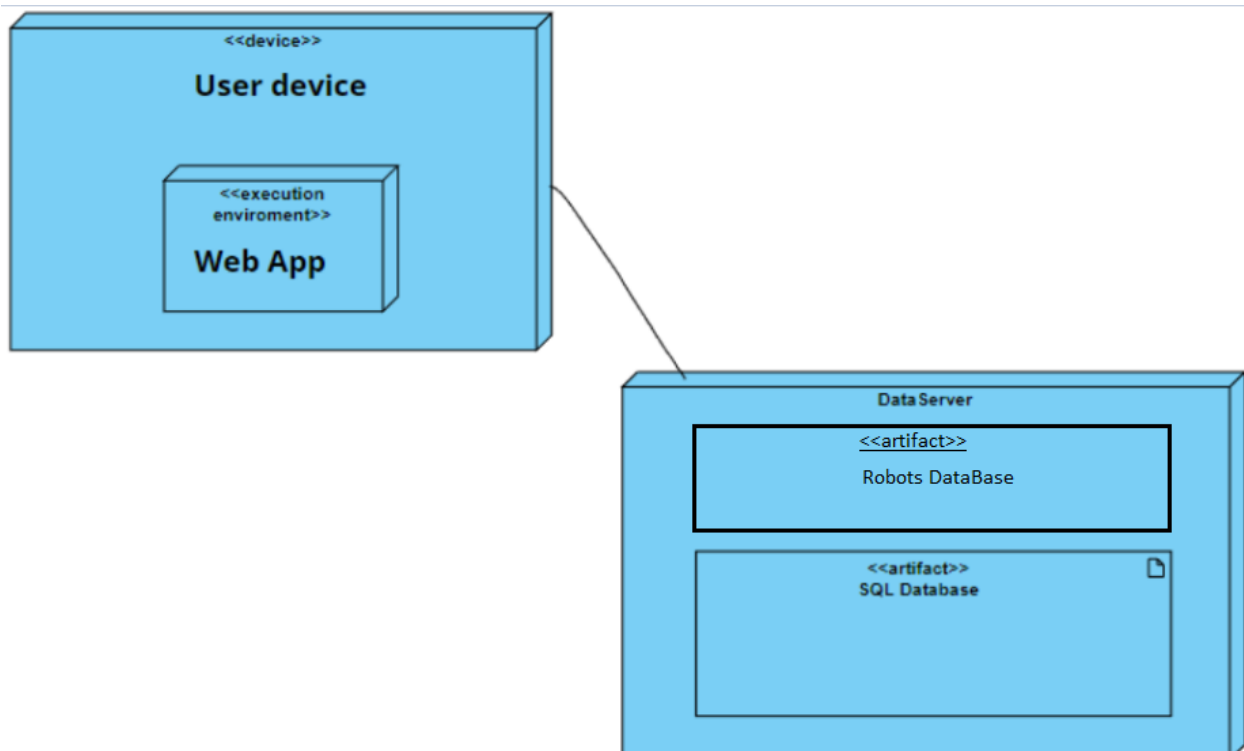 <<device>>
User device
<<execution
enviroment>>
Web App
DataServer
<<artifact>>
Robots DataBase
<<artifact>>
SQL Database